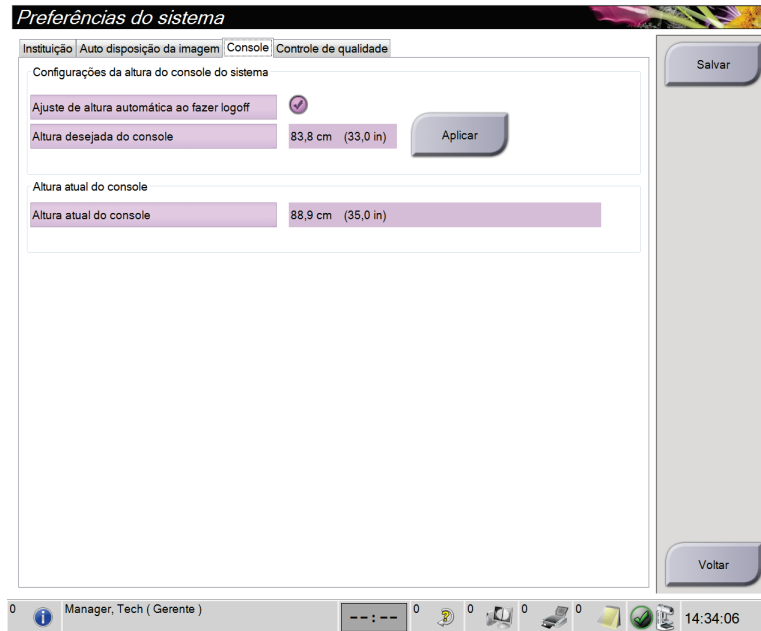 Preferências do sistema
Instituição Auto disposição da imagem Console Controle de qualidade
Salvar
Configurações da altura do console do sistema
Ajuste de altura automática ao fazer logoff
Altura desejada do console 83,8 cm (33,0 in) Aplicar
Altura atual do console
Altura atual do console 88,9 cm (35,0 in)
Voltar
0 Manager, Tech ( Gerente ) --:-- 0 0 0 0 14:34:06